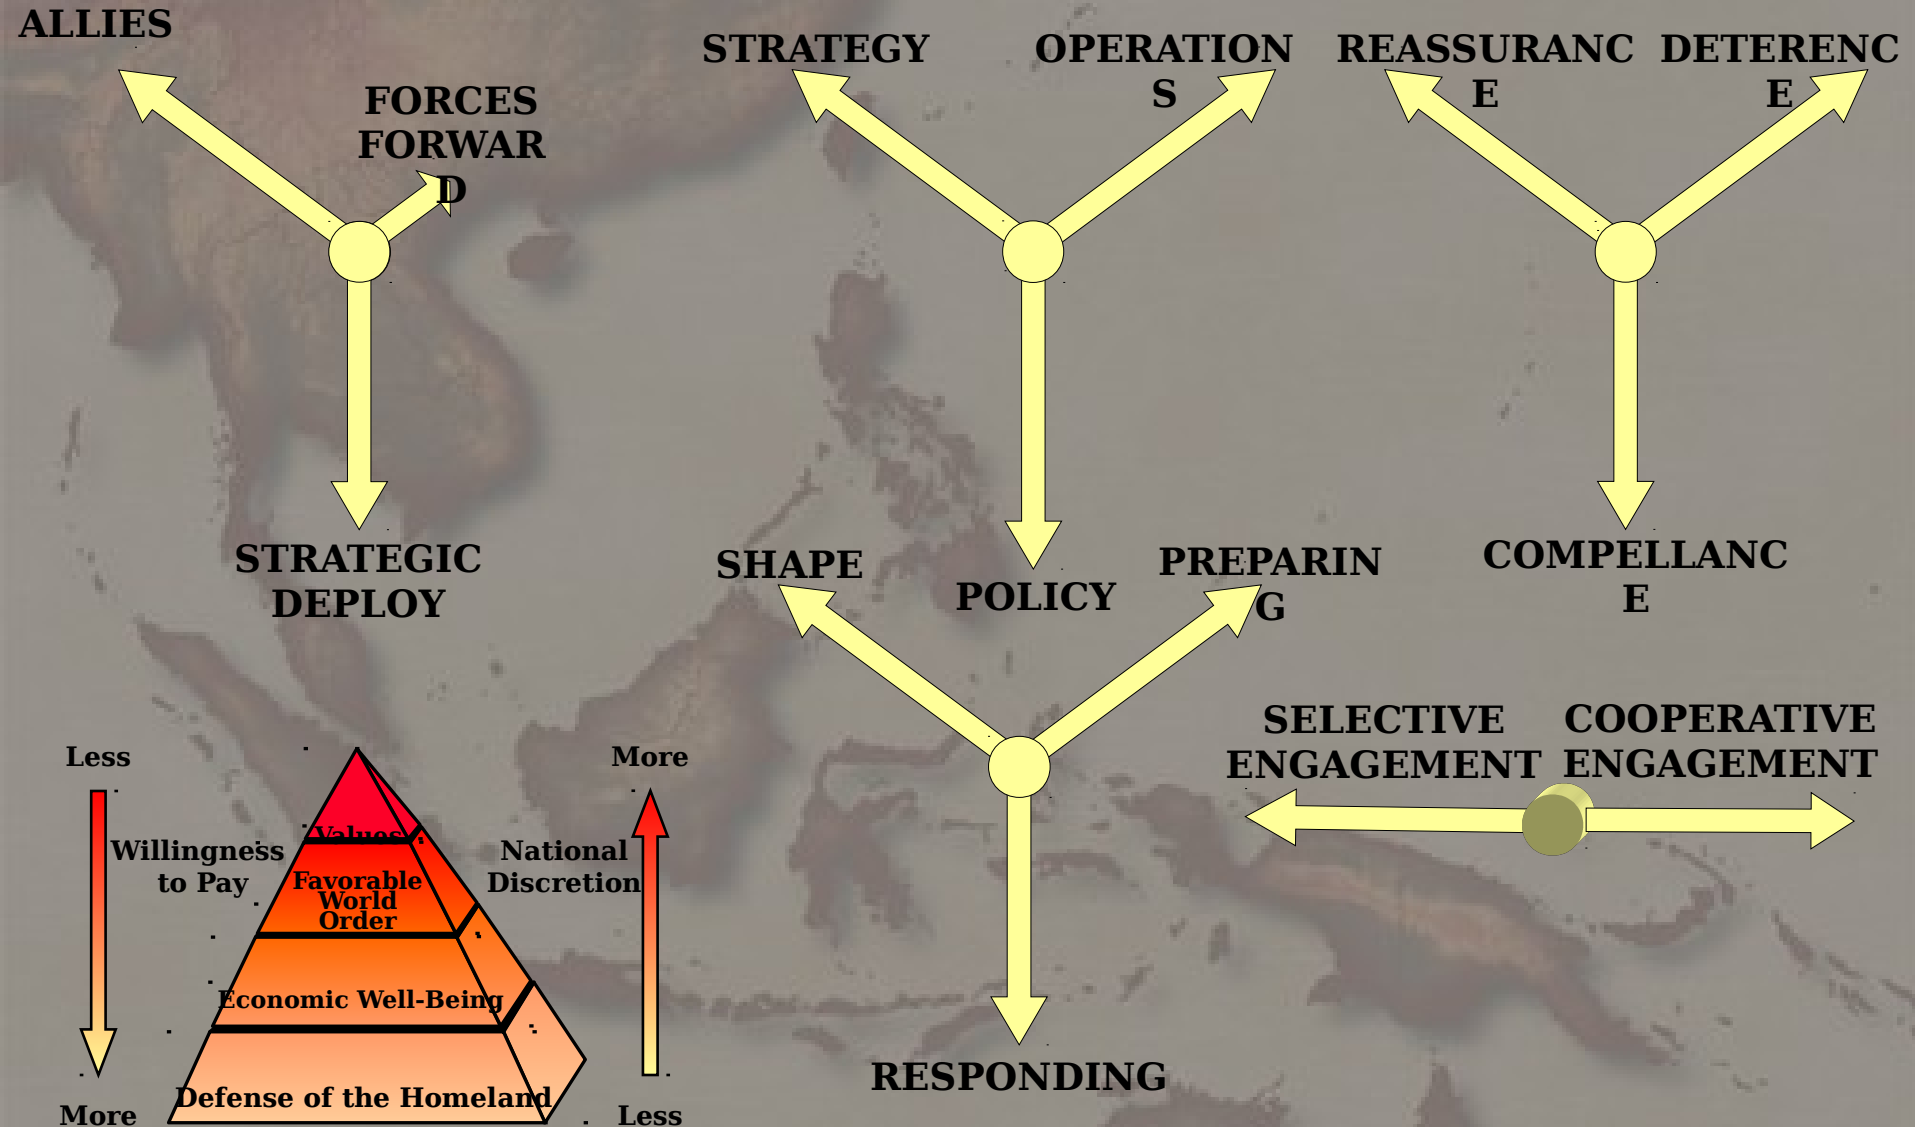 ALLIES
FORCES
FORWAR
D
STRATEGIC
DEPLOY
STRATEGY
OPERATION
S
POLICY
REASSURANC
E
DETERENC
E
COMPELLANC
E
SHAPE
PREPARIN
G
RESPONDING
SELECTIVE
ENGAGEMENT
COOPERATIVE
ENGAGEMENT
Less
Willingness
to Pay
More
Values
Favorable
World
Order
Economic Well-Being
Defense of the Homeland
More
National
Discretion
Less